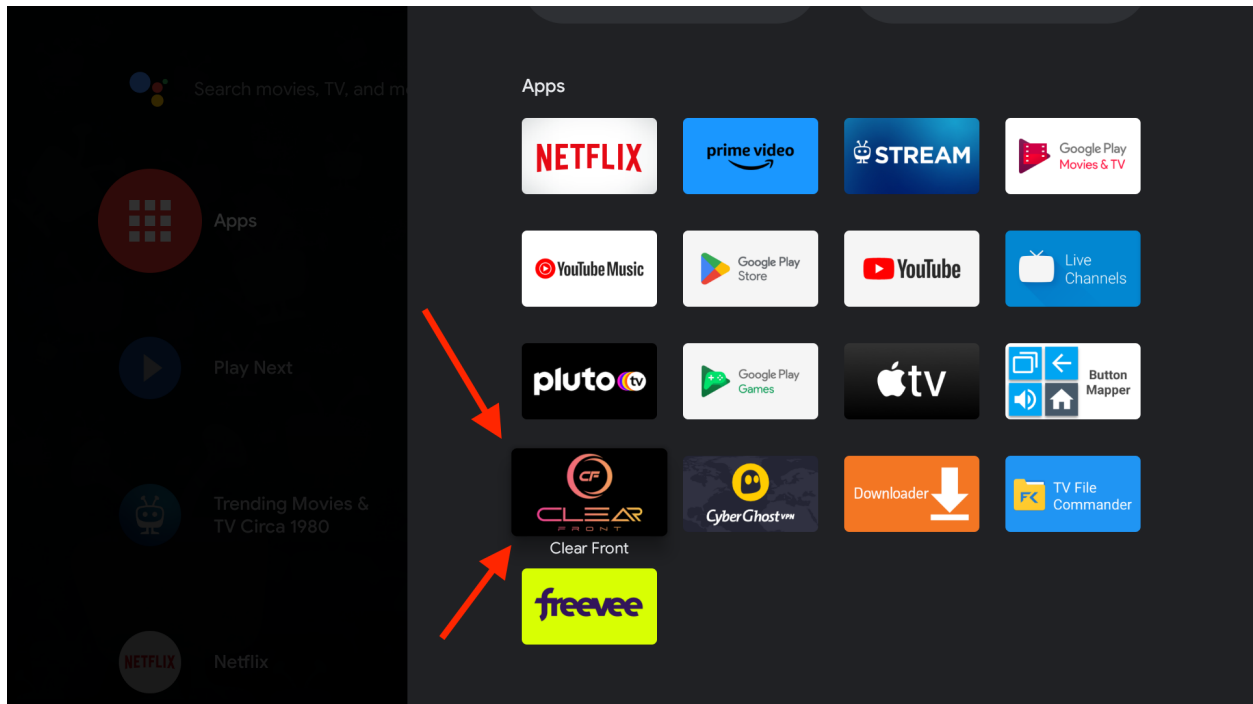 Search movies, TV, and m
Apps
Play Next
Trending Movies &
TV Circa 1980
NETFLIX
Netflix
Apps
NETFLIX
prime video
STREAM
Google Play
Movies & TV
YouTube Music
Google Play
Store
YouTube
Live
Channels
pluto tv
Google Play
Games
tv
Button
Mapper
CF
CLEAR
FRONT
Clear Front
CyberGhost VPN
Downloader
FC
TV File
Commander
freevee